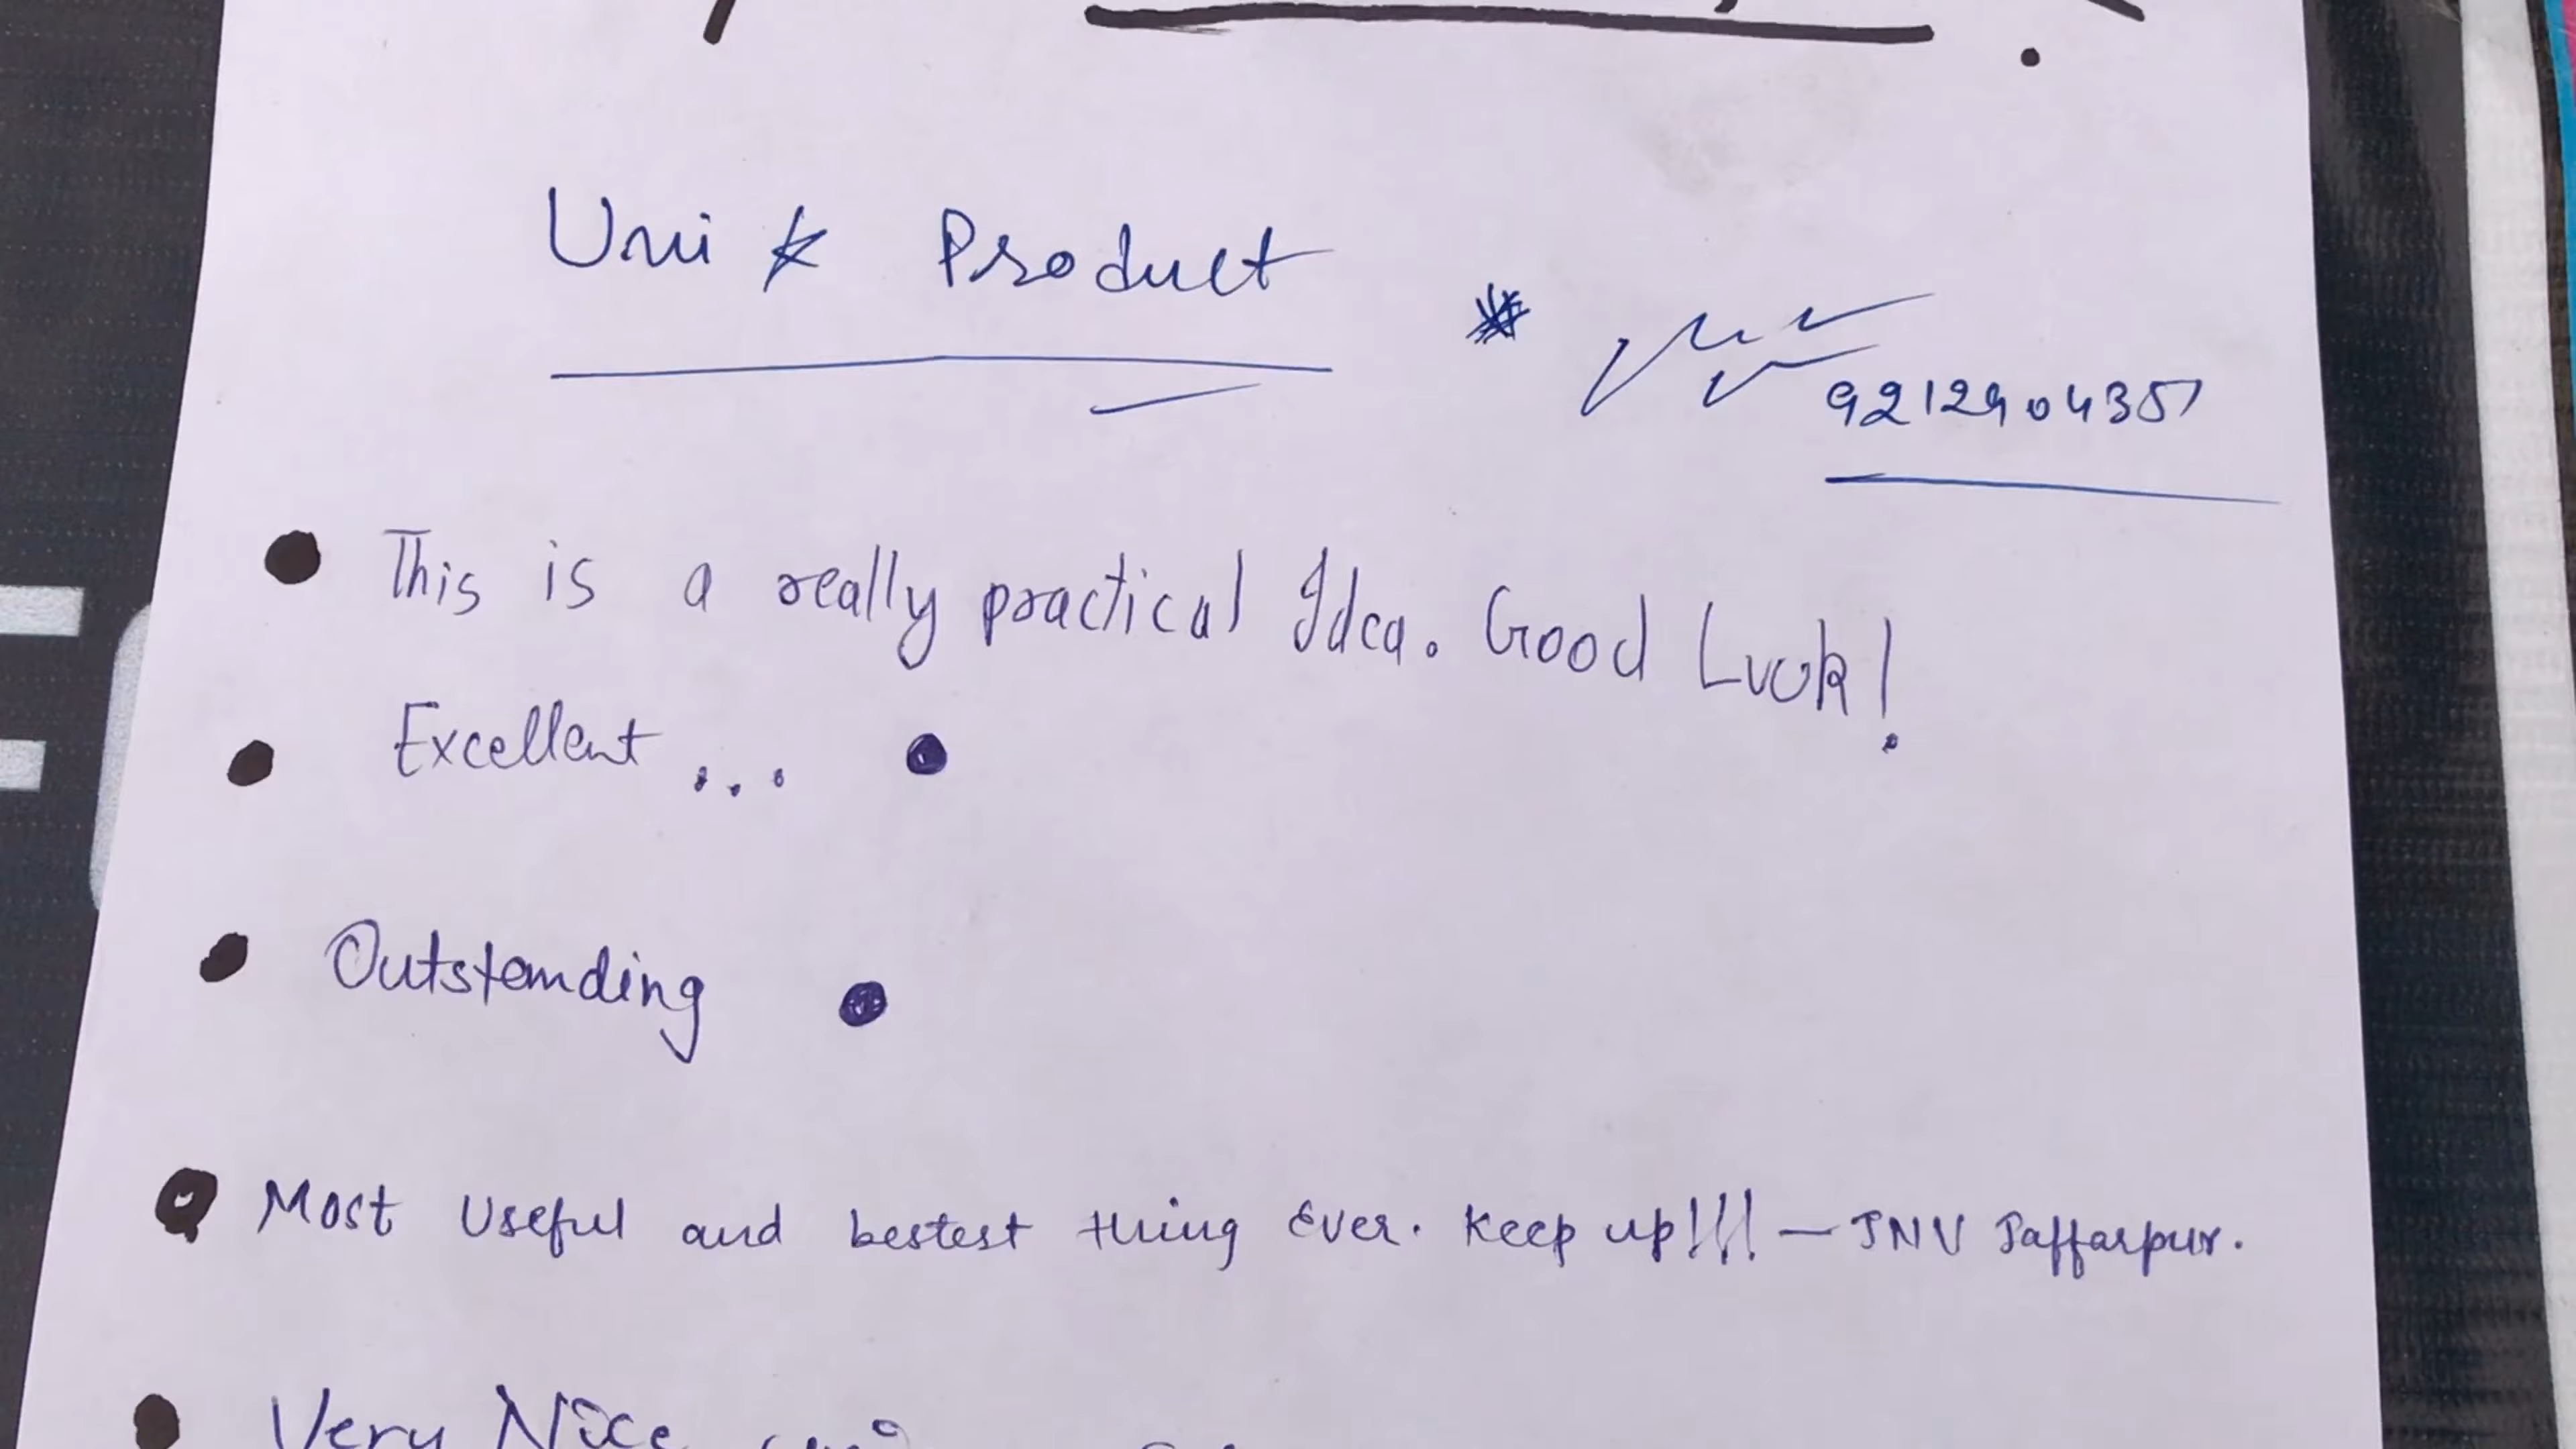 Unik Product
9212904351
This is a really practical Idea. Good Luck!
Excellent ...
Outstanding
Most Useful and bestest thing Ever. Keep up!!! — JNV Jaffarpur.
Very Nice